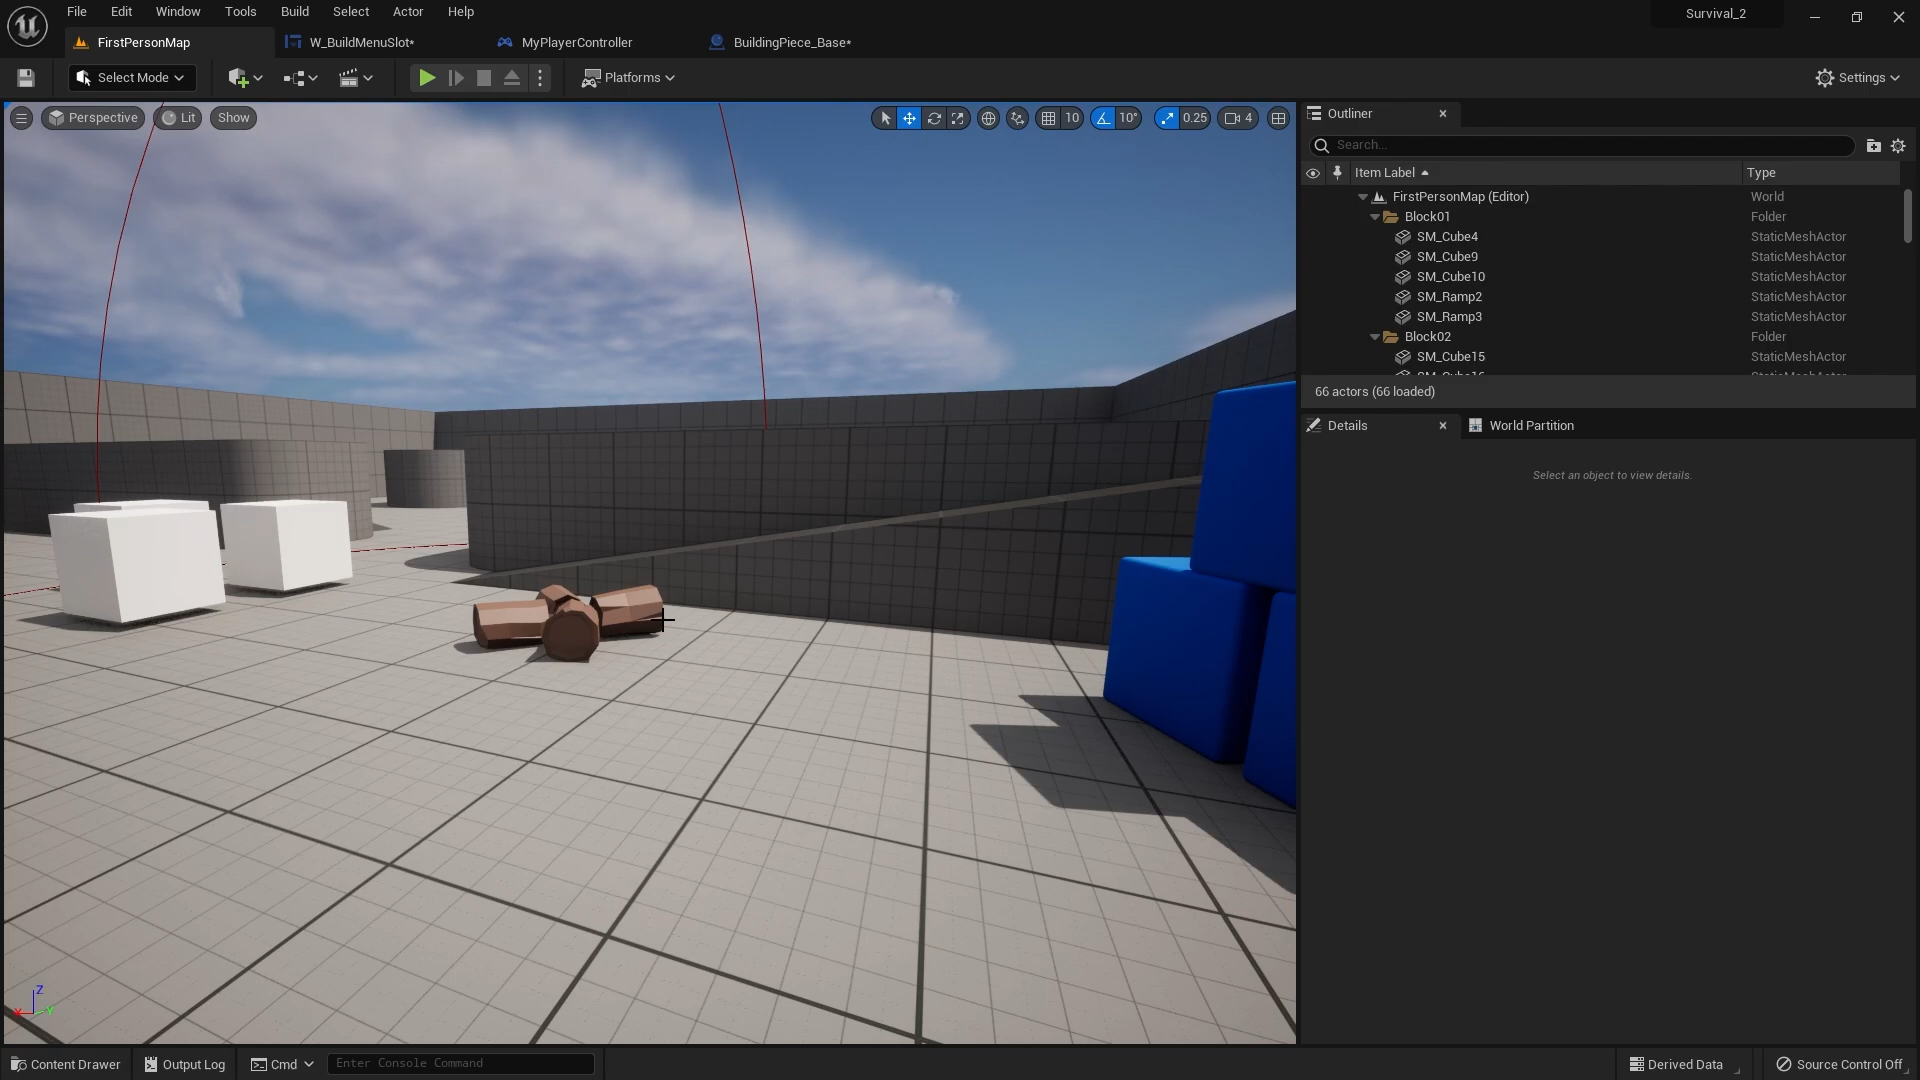 File Edit Window Tools Build Select Actor Help
Survival_2
FirstPersonMap
W_BuildMenuSlot*
MyPlayerController
BuildingPiece_Base*
Select Mode
Platforms
Settings
Perspective
Lit
Show
10
10°
0.25
4
Outliner
Search...
Item Label
Type
FirstPersonMap (Editor) World
Block01 Folder
SM_Cube4 StaticMeshActor
SM_Cube9 StaticMeshActor
SM_Cube10 StaticMeshActor
SM_Ramp2 StaticMeshActor
SM_Ramp3 StaticMeshActor
Block02 Folder
SM_Cube15 StaticMeshActor
66 actors (66 loaded)
Details
World Partition
Select an object to view details.
Z
X
Y
Content Drawer
Output Log
Cmd
Enter Console Command
Derived Data
Source Control Off